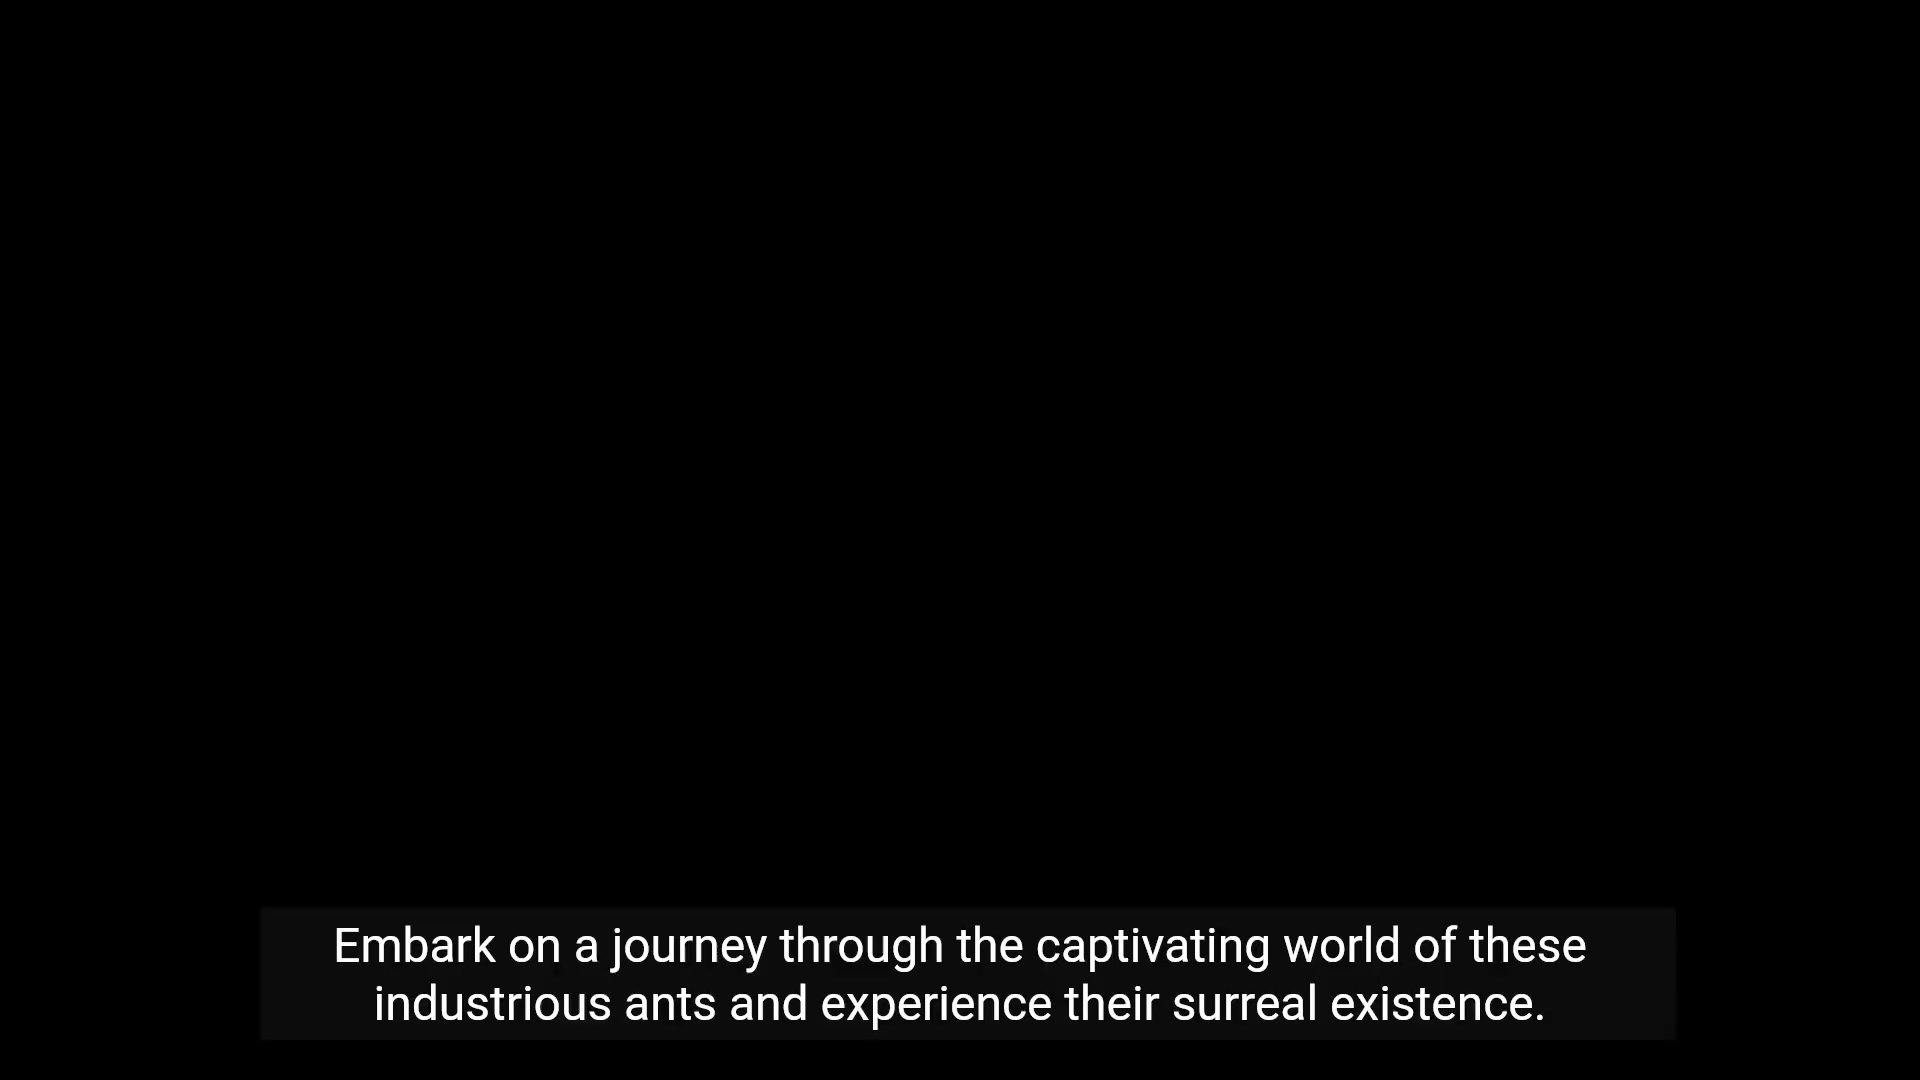 Embark on a journey through the captivating world of these
industrious ants and experience their surreal existence.